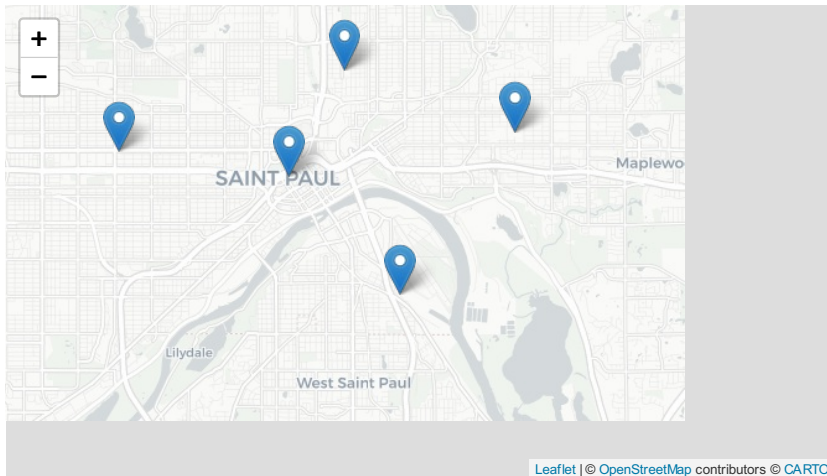 +
−
SAINT PAUL
Maplewo
Lilydale
West Saint Paul
Leaflet | © OpenStreetMap contributors © CARTO